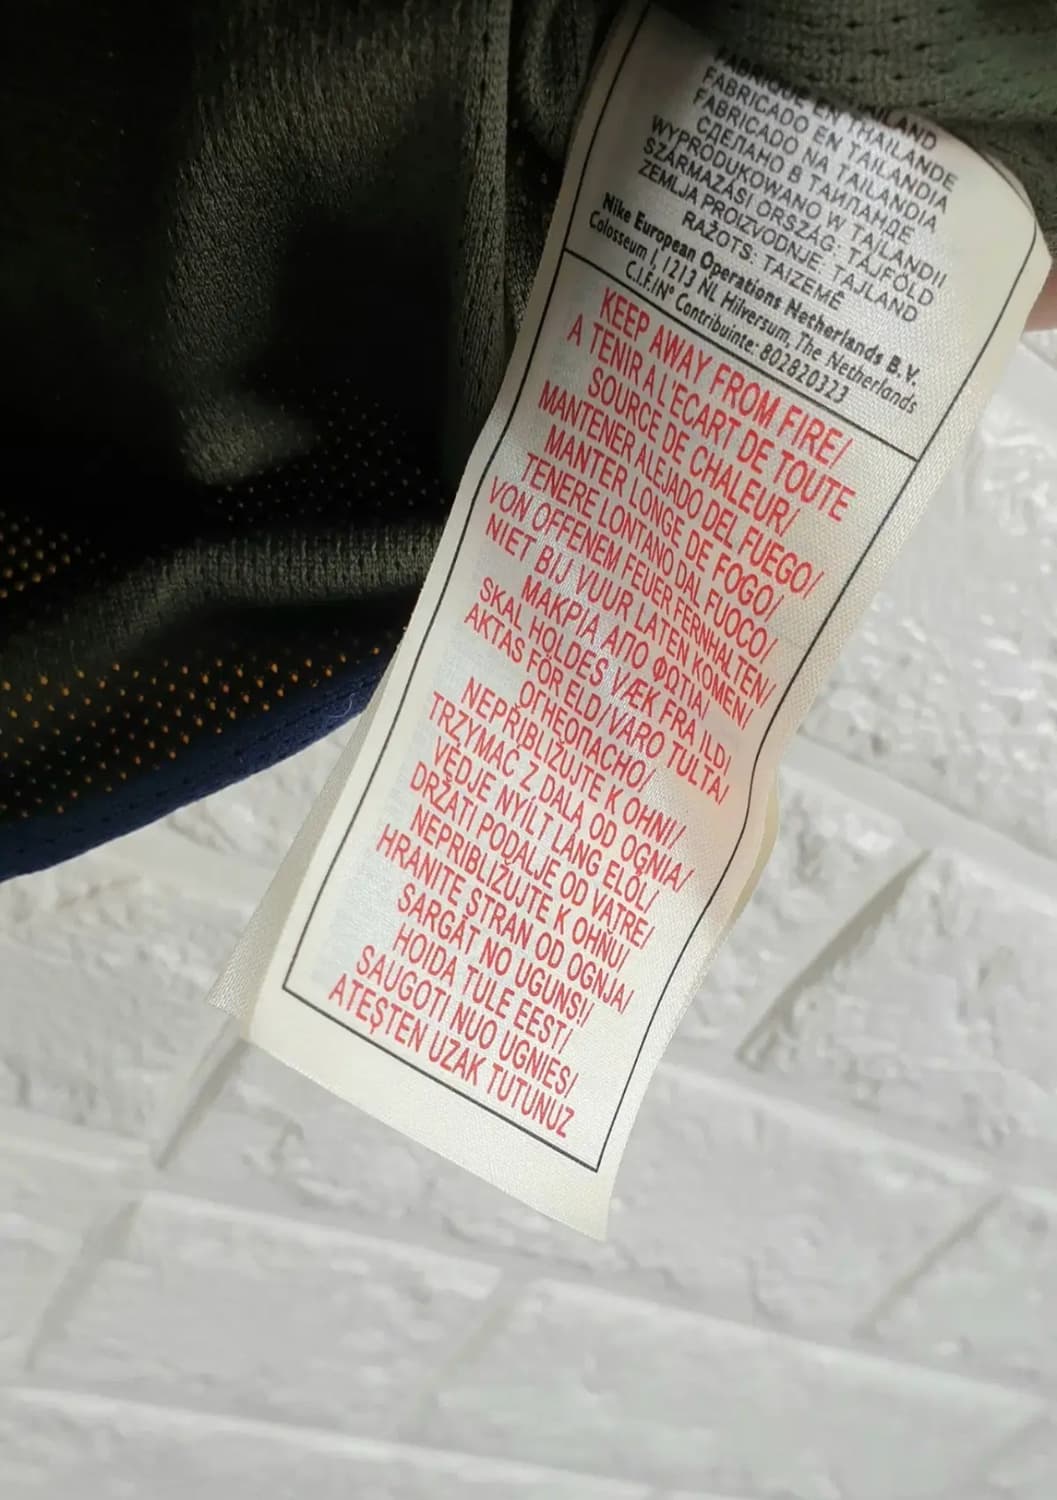 FABRIQUÉ EN THAILAND
FABRICADO EN TAILANDE
FABRICADO NA TAILANDIA
СДЕЛАНО В ТАИЛАНДЕ
WYPRODUKOWANO W TAJLANDII
SZÁRMAZÁSI ORSZÁG: TÁJFÖLD
ZEMLJA PROIZVODNJE: TAJLAND
RAŽOTS: TAIZEMĒ
Nike European Operations Netherlands B.V.
Colosseum 1, 1213 NL Hilversum, The Netherlands
C.I.F./Nº Contribuinte: 802820323
KEEP AWAY FROM FIRE/
A TENIR A L'ECART DE TOUTE
SOURCE DE CHALEUR/
MANTENER ALEJADO DEL FUEGO/
MANTER LONGE DE FOGO/
TENERE LONTANO DAL FUOCO/
VON OFFENEM FEUER FERNHALTEN/
NIET BIJ VUUR LATEN KOMEN/
ΜΑΚΡΙΑ ΑΠΟ ΦΩΤΙΑ/
SKAL HOLDES VÆK FRA ILD/
AKTAS FÖR ELD/VARO TULTA/
ОГНЕОПАСНО/
NEPŘIBLIŽUJTE K OHNI/
TRZYMAĆ Z DALA OD OGNIA/
VÉDJE NYÍLT LÁNG ELŐL/
DRŽATI PODALJE OD VATRE/
NEPRIBLIŽUJTE K OHŇU/
HRANITE STRAN OD OGNJA/
SARGĀT NO UGUNS!/
HOIDA TULE EEST/
SAUGOTI NUO UGNIES/
ATEŞTEN UZAK TUTUNUZ